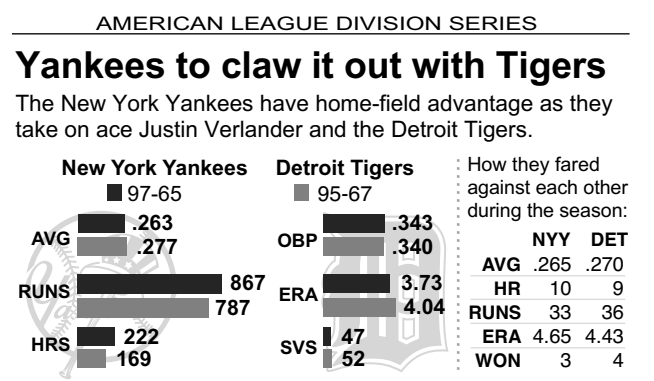 AMERICAN LEAGUE DIVISION SERIES
Yankees to claw it out with Tigers
The New York Yankees have home-field advantage as they
take on ace Justin Verlander and the Detroit Tigers.
New York Yankees
97-65
Detroit Tigers
95-67
AVG
.263
.277
RUNS
867
787
HRS
222
169
OBP
.343
.340
ERA
3.73
4.04
SVS
47
52
How they fared
against each other
during the season:
NYY DET
AVG .265 .270
HR 10 9
RUNS 33 36
ERA 4.65 4.43
WON 3 4